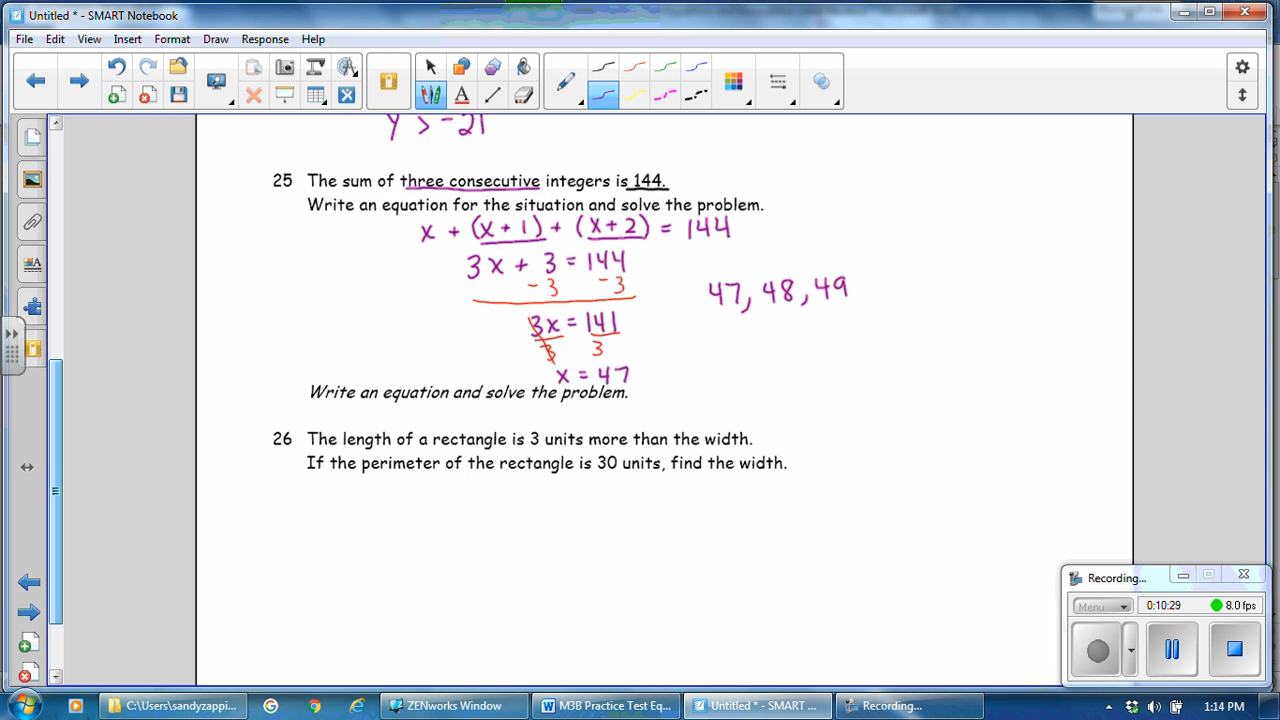 Untitled * - SMART Notebook
File Edit View Insert Format Draw Response Help
y > -21
25 The sum of three consecutive integers is 144.
Write an equation for the situation and solve the problem.
x + (x + 1) + (x + 2) = 144
3x + 3 = 144
-3 -3
47, 48, 49
3x = 141
3 3
x = 47
Write an equation and solve the problem.
26 The length of a rectangle is 3 units more than the width.
If the perimeter of the rectangle is 30 units, find the width.
Recording...
Menu 0:10:29 8.0 fps
C:\Users\sandyzappi... ZENworks Window M3B Practice Test Eq... Untitled * - SMART ... Recording... 1:14 PM